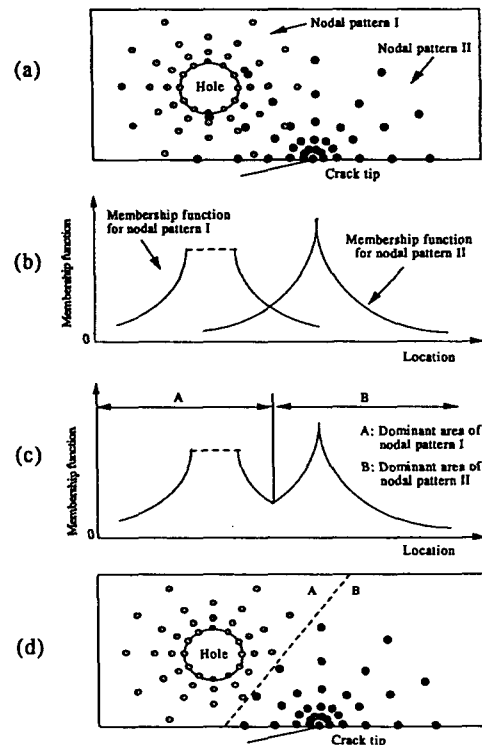 (a)
Nodal pattern I
Nodal pattern II
Hole
Crack tip
(b)
Membership function
Membership function
for nodal pattern I
Membership function
for nodal pattern II
0
Location
(c)
Membership function
A
B
A: Dominant area of
nodal pattern I
B: Dominant area of
nodal pattern II
0
Location
(d)
A
B
Hole
Crack tip